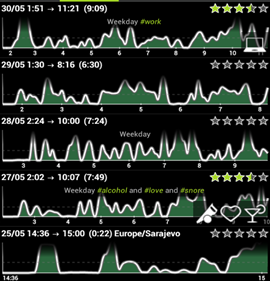 30/05 1:51 → 11:21 (9:09)
Weekday #work
2 3 4 5 6 7 8 9 10
29/05 1:30 → 8:16 (6:30)
2 3 4 5 6 7 8
28/05 2:24 → 10:00 (7:24)
Weekday
3 4 5 6 7 8 9
27/05 2:02 → 10:07 (7:49)
Weekday #alcohol and #love and #snore
3 4 5 6 7 10
25/05 14:36 → 15:00 (0:22) Europe/Sarajevo
14:36 15